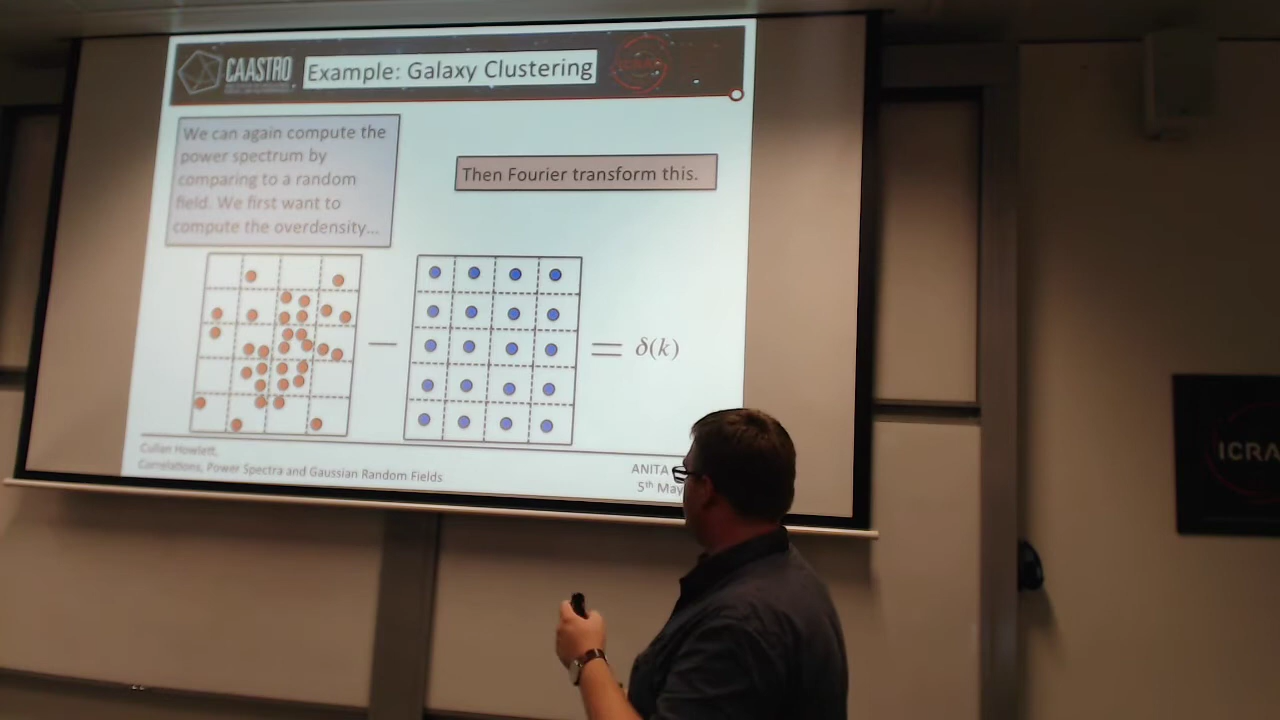 CAASTRO
Example: Galaxy Clustering
We can again compute the
power spectrum by
comparing to a random
field. We first want to
compute the overdensity...
Then Fourier transform this.
— = δ(k)
Cullan Howlett,
Correlations, Power Spectra and Gaussian Random Fields
ANITA
5th May
ICRA